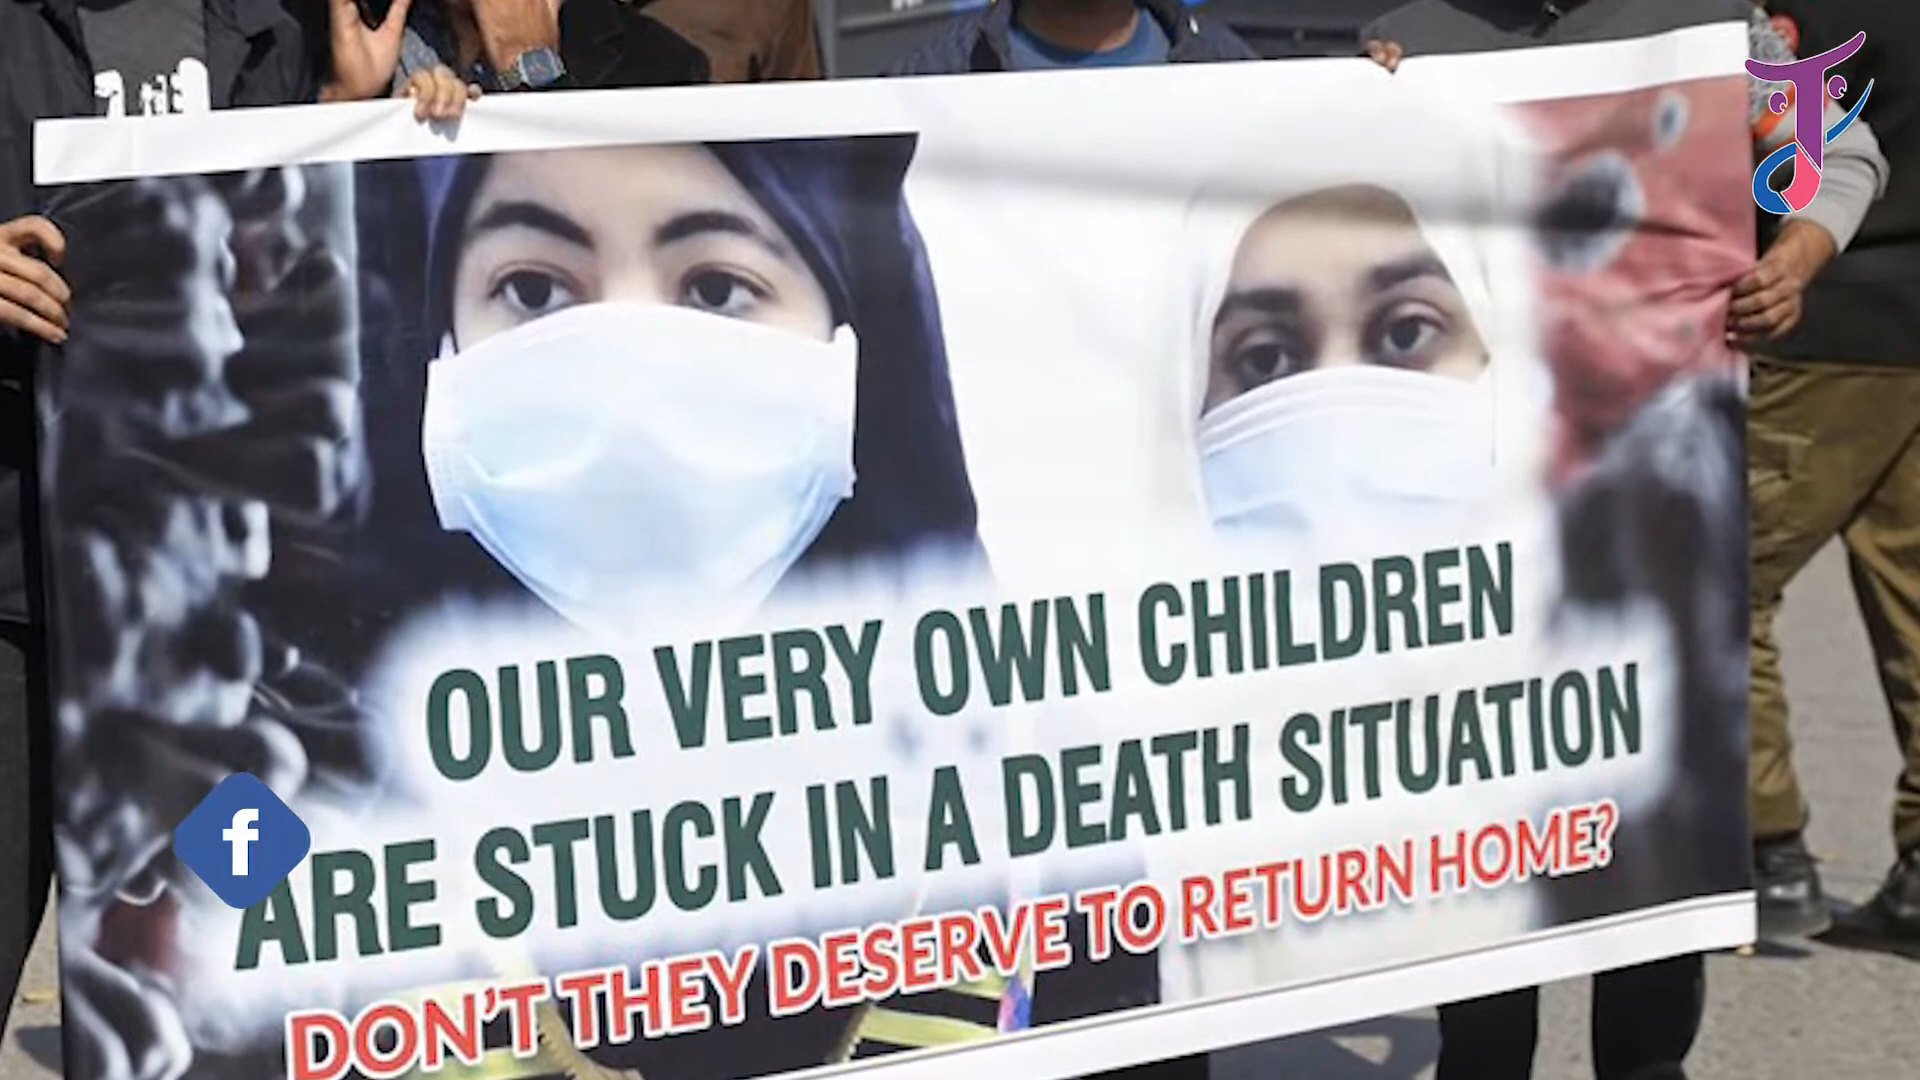 OUR VERY OWN CHILDREN
ARE STUCK IN A DEATH SITUATION
DON'T THEY DESERVE TO RETURN HOME?
f